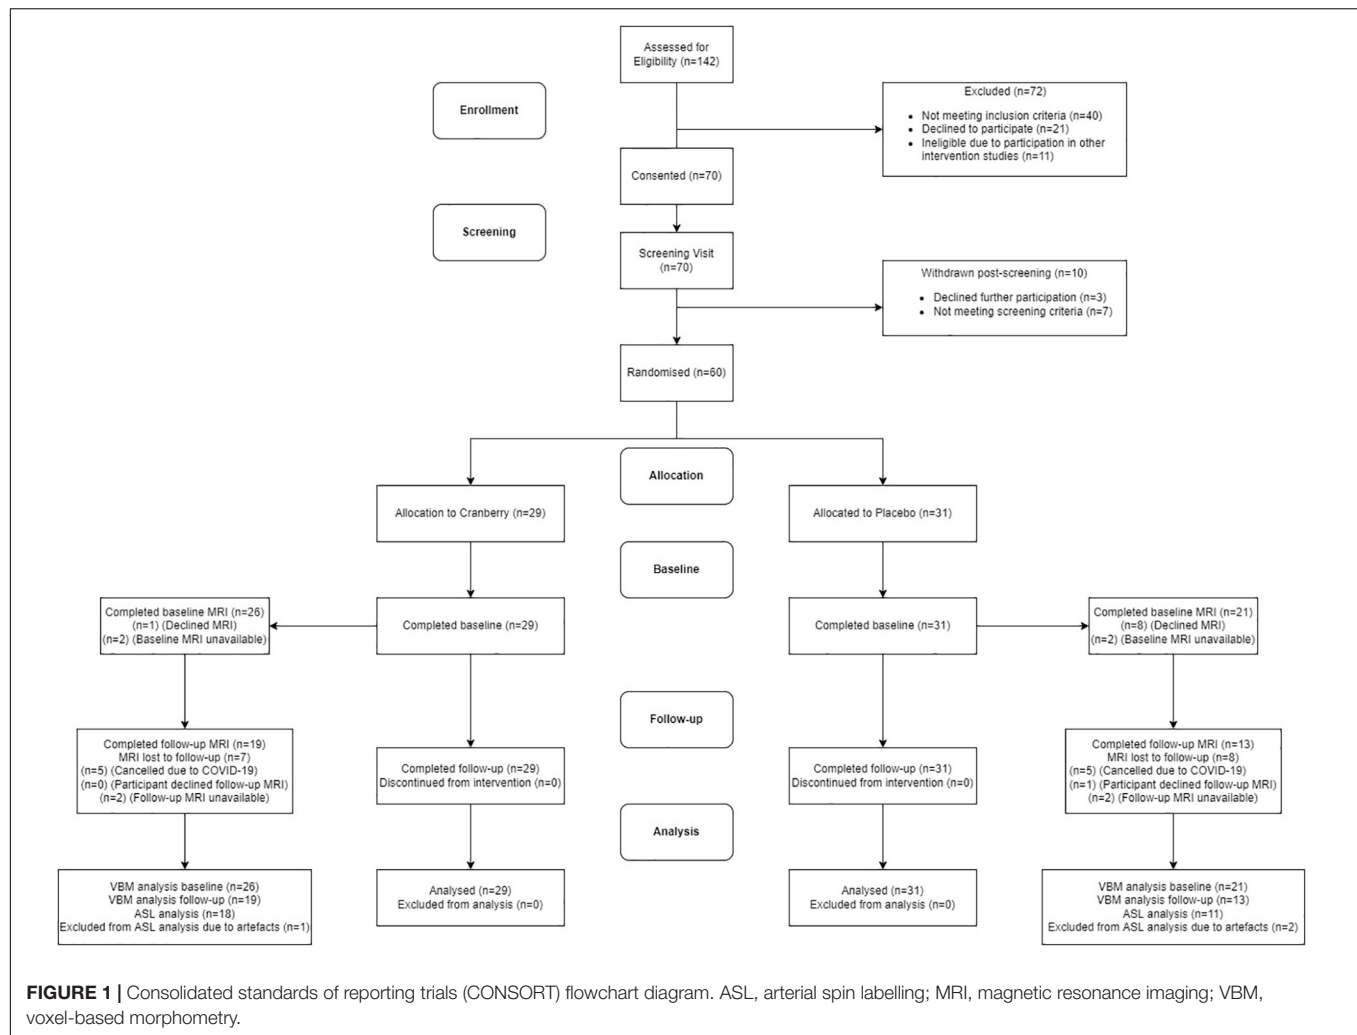 Assessed for
Eligibility (n=142)
Enrollment
Excluded (n=72)
• Not meeting inclusion criteria (n=40)
• Declined to participate (n=21)
• Ineligible due to participation in other
intervention studies (n=11)
Consented (n=70)
Screening
Screening Visit
(n=70)
Withdrawn post-screening (n=10)
• Declined further participation (n=3)
• Not meeting screening criteria (n=7)
Randomised (n=60)
Allocation
Allocation to Cranberry (n=29)
Allocated to Placebo (n=31)
Baseline
Completed baseline MRI (n=26)
(n=1) (Declined MRI)
(n=2) (Baseline MRI unavailable)
Completed baseline (n=29)
Completed baseline (n=31)
Completed baseline MRI (n=21)
(n=8) (Declined MRI)
(n=2) (Baseline MRI unavailable)
Follow-up
Completed follow-up MRI (n=19)
MRI lost to follow-up (n=7)
(n=5) (Cancelled due to COVID-19)
(n=0) (Participant declined follow-up MRI)
(n=2) (Follow-up MRI unavailable)
Completed follow-up (n=29)
Discontinued from intervention (n=0)
Completed follow-up (n=31)
Discontinued from intervention (n=0)
Completed follow-up MRI (n=13)
MRI lost to follow-up (n=8)
(n=5) (Cancelled due to COVID-19)
(n=1) (Participant declined follow-up MRI)
(n=2) (Follow-up MRI unavailable)
Analysis
VBM analysis baseline (n=26)
VBM analysis follow-up (n=19)
ASL analysis (n=18)
Excluded from ASL analysis due to artefacts (n=1)
Analysed (n=29)
Excluded from analysis (n=0)
Analysed (n=31)
Excluded from analysis (n=0)
VBM analysis baseline (n=21)
VBM analysis follow-up (n=13)
ASL analysis (n=11)
Excluded from ASL analysis due to artefacts (n=2)
FIGURE 1 | Consolidated standards of reporting trials (CONSORT) flowchart diagram. ASL, arterial spin labelling; MRI, magnetic resonance imaging; VBM,
voxel-based morphometry.